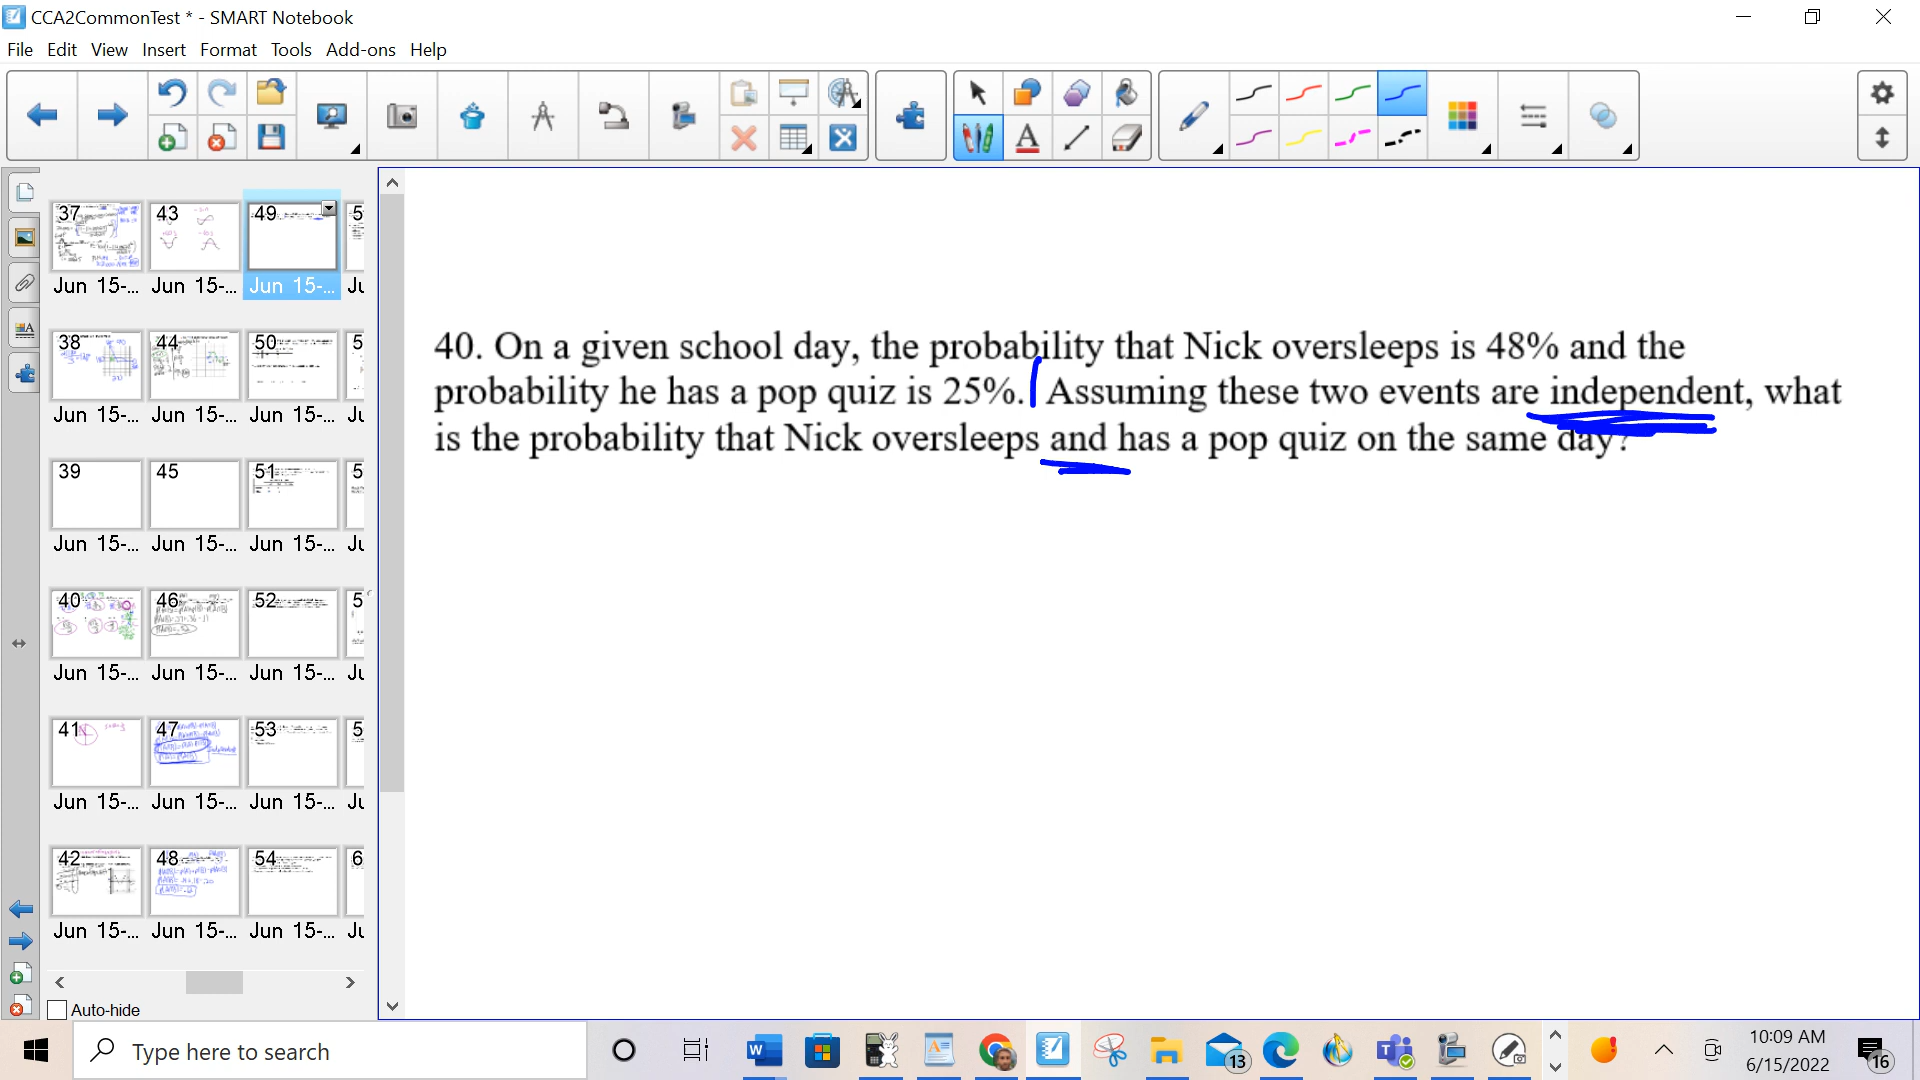 CCA2CommonTest * - SMART Notebook
File Edit View Insert Format Tools Add-ons Help
37 43 49 5
Jun 15-... Jun 15-... Jun 15-... Ju
38 44 50 5
Jun 15-... Jun 15-... Jun 15-... Ju
39 45 51 5
Jun 15-... Jun 15-... Jun 15-... Ju
40 46 52 5
Jun 15-... Jun 15-... Jun 15-... Ju
41 47 53 5
Jun 15-... Jun 15-... Jun 15-... Ju
42 48 54 6
Jun 15-... Jun 15-... Jun 15-... Ju
Auto-hide
40. On a given school day, the probability that Nick oversleeps is 48% and the
probability he has a pop quiz is 25%. Assuming these two events are independent, what
is the probability that Nick oversleeps and has a pop quiz on the same day?
Type here to search
13
10:09 AM
6/15/2022
16